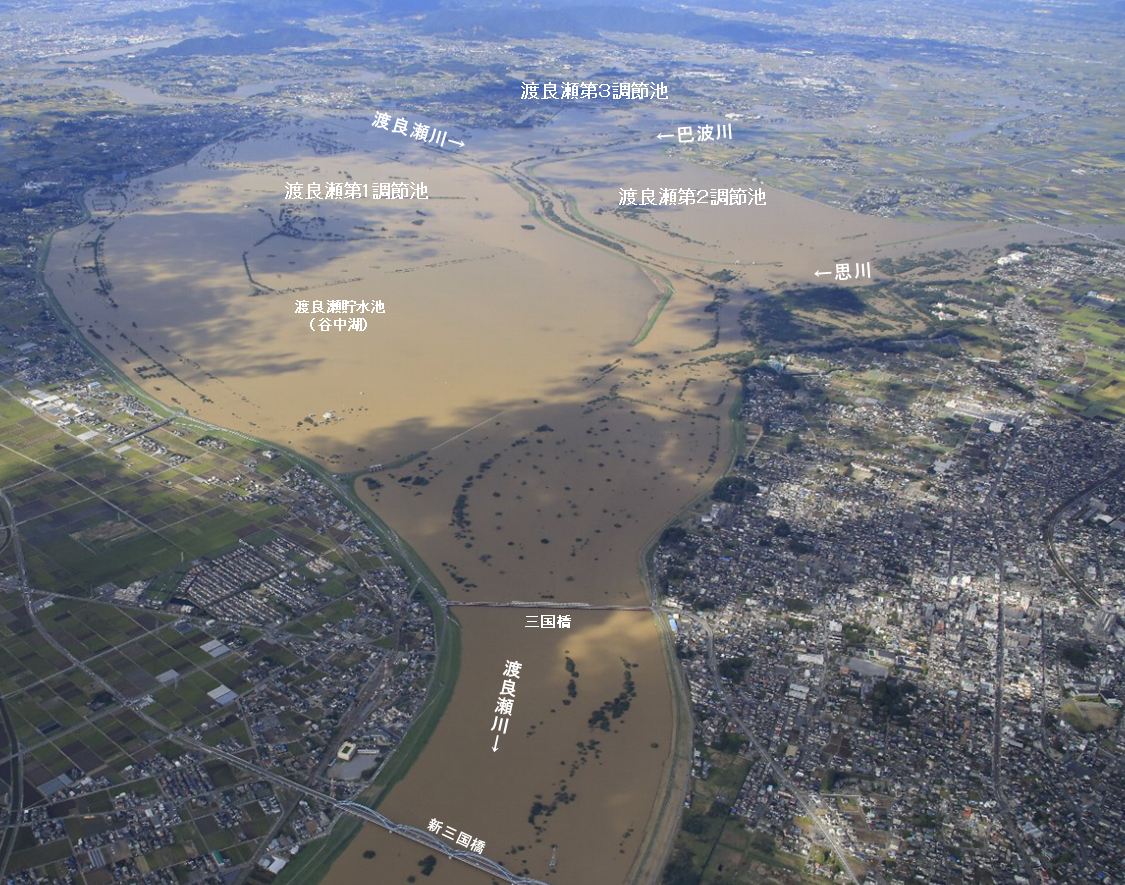 渡良瀬第3調節池
渡良瀬川→
←巴波川
渡良瀬第1調節池
渡良瀬第2調節池
←思川
渡良瀬貯水池
(谷中湖)
三国橋
渡良瀬川→
新三国橋